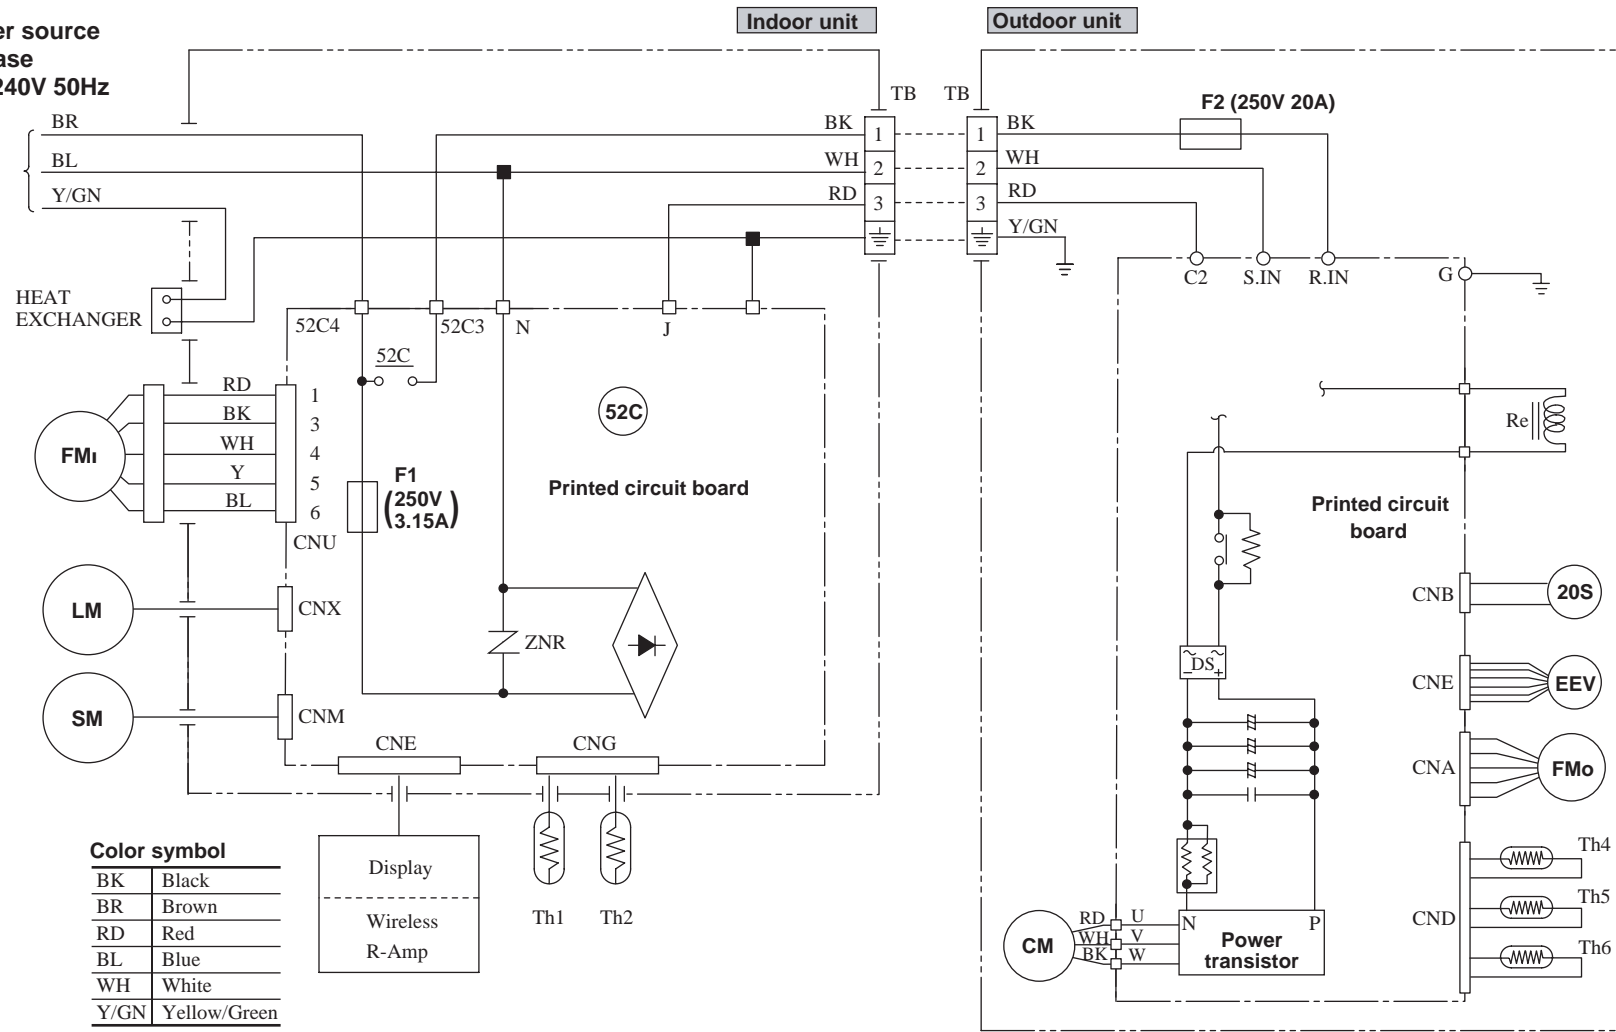 er source
ase
240V 50Hz
Indoor unit
Outdoor unit
TB
TB
F2 (250V 20A)
BR
BL
Y/GN
BK
WH
RD
1
2
3
1
2
3
BK
WH
RD
Y/GN
C2
S.IN
R.IN
G
HEAT
EXCHANGER
52C4
52C3
N
J
52C
52C
Re
RD
BK
WH
Y
BL
1
3
4
5
6
FMI
CNU
F1
(250V
3.15A)
Printed circuit board
Printed circuit
board
LM
CNX
ZNR
SM
CNM
CNE
CNG
DS
~ ~
− +
CNB
20S
CNE
EEV
CNA
FMo
Display
Wireless
R-Amp
Th1
Th2
CND
Th4
Th5
Th6
CM
RD
WH
BK
U
V
W
N
P
Power
transistor
Color symbol
BK Black
BR Brown
RD Red
BL Blue
WH White
Y/GN Yellow/Green